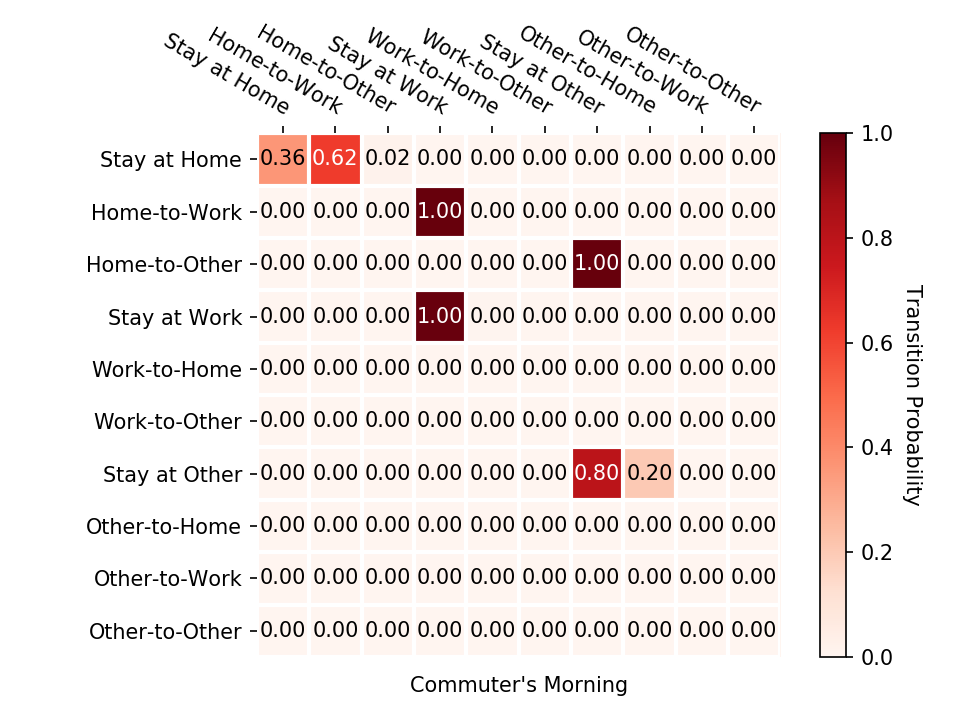 Stay at Home
Home-to-Work
Home-to-Other
Stay at Work
Work-to-Home
Work-to-Other
Stay at Other
Other-to-Home
Other-to-Work
Other-to-Other
Stay at Home 0.36 0.62 0.02 0.00 0.00 0.00 0.00 0.00 0.00 0.00
Home-to-Work 0.00 0.00 0.00 1.00 0.00 0.00 0.00 0.00 0.00 0.00
Home-to-Other 0.00 0.00 0.00 0.00 0.00 0.00 1.00 0.00 0.00 0.00
Stay at Work 0.00 0.00 0.00 1.00 0.00 0.00 0.00 0.00 0.00 0.00
Work-to-Home 0.00 0.00 0.00 0.00 0.00 0.00 0.00 0.00 0.00 0.00
Work-to-Other 0.00 0.00 0.00 0.00 0.00 0.00 0.00 0.00 0.00 0.00
Stay at Other 0.00 0.00 0.00 0.00 0.00 0.00 0.80 0.20 0.00 0.00
Other-to-Home 0.00 0.00 0.00 0.00 0.00 0.00 0.00 0.00 0.00 0.00
Other-to-Work 0.00 0.00 0.00 0.00 0.00 0.00 0.00 0.00 0.00 0.00
Other-to-Other 0.00 0.00 0.00 0.00 0.00 0.00 0.00 0.00 0.00 0.00
Commuter's Morning
1.0
0.8
0.6
0.4
0.2
0.0
Transition Probability